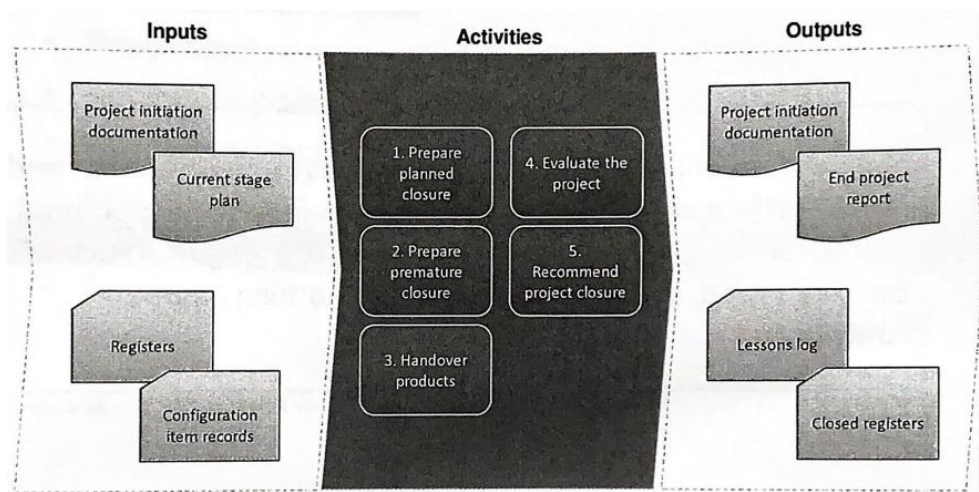 Inputs
Activities
Outputs
Project initiation
documentation
Current stage
plan
Registers
Configuration
item records
1. Prepare
planned
closure
4. Evaluate the
project
2. Prepare
premature
closure
5.
Recommend
project closure
3. Handover
products
Project initiation
documentation
End project
report
Lessons log
Closed registers